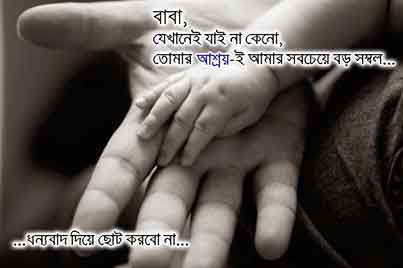 বাবা,
যেখানেই যাই না কেনো,
তোমার আশ্রয়-ই আমার সবচেয়ে বড় সম্বল...
...ধন্যবাদ দিয়ে ছোট করবো না...